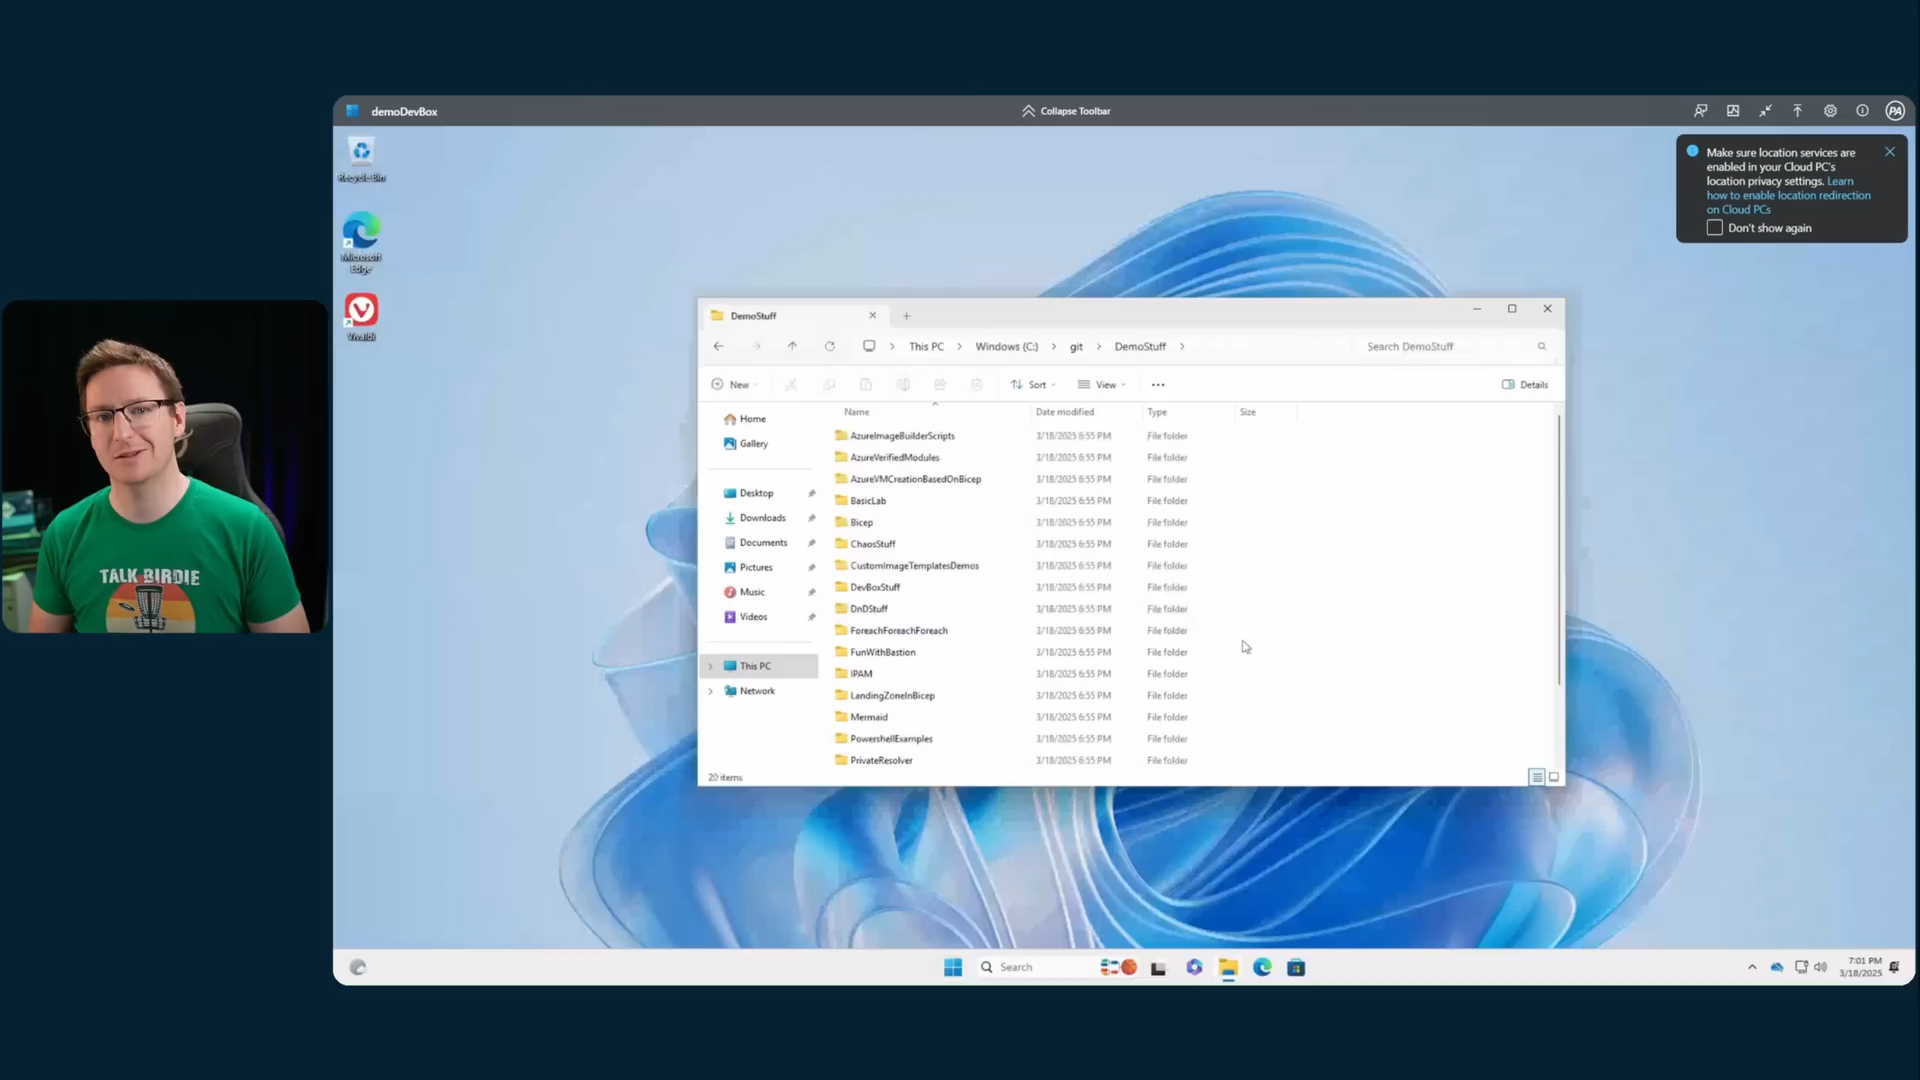 demoDevBox
Collapse Toolbar
PA
Recycle Bin
Microsoft
Edge
Vivaldi
Make sure location services are
enabled in your Cloud PC's
location privacy settings. Learn
how to enable location redirection
on Cloud PCs
Don't show again
DemoStuff
This PC > Windows (C:) > git > DemoStuff >
Search DemoStuff
New
Sort
View
Details
Name
Date modified
Type
Size
Home
Gallery
Desktop
Downloads
Documents
Pictures
Music
Videos
This PC
Network
AzureImageBuilderScripts 3/18/2025 6:55 PM File folder
AzureVerifiedModules 3/18/2025 6:55 PM File folder
AzureVMCreationBasedOnBicep 3/18/2025 6:55 PM File folder
BasicLab 3/18/2025 6:55 PM File folder
Bicep 3/18/2025 6:55 PM File folder
ChaosStuff 3/18/2025 6:55 PM File folder
CustomImageTemplatesDemos 3/18/2025 6:55 PM File folder
DevBoxStuff 3/18/2025 6:55 PM File folder
DnDStuff 3/18/2025 6:55 PM File folder
ForeachForeachForeach 3/18/2025 6:55 PM File folder
FunWithBastion 3/18/2025 6:55 PM File folder
IPAM 3/18/2025 6:55 PM File folder
LandingZoneInBicep 3/18/2025 6:55 PM File folder
Mermaid 3/18/2025 6:55 PM File folder
PowershellExamples 3/18/2025 6:55 PM File folder
PrivateResolver 3/18/2025 6:55 PM File folder
20 items
TALK BIRDIE
Search
7:01 PM
3/18/2025